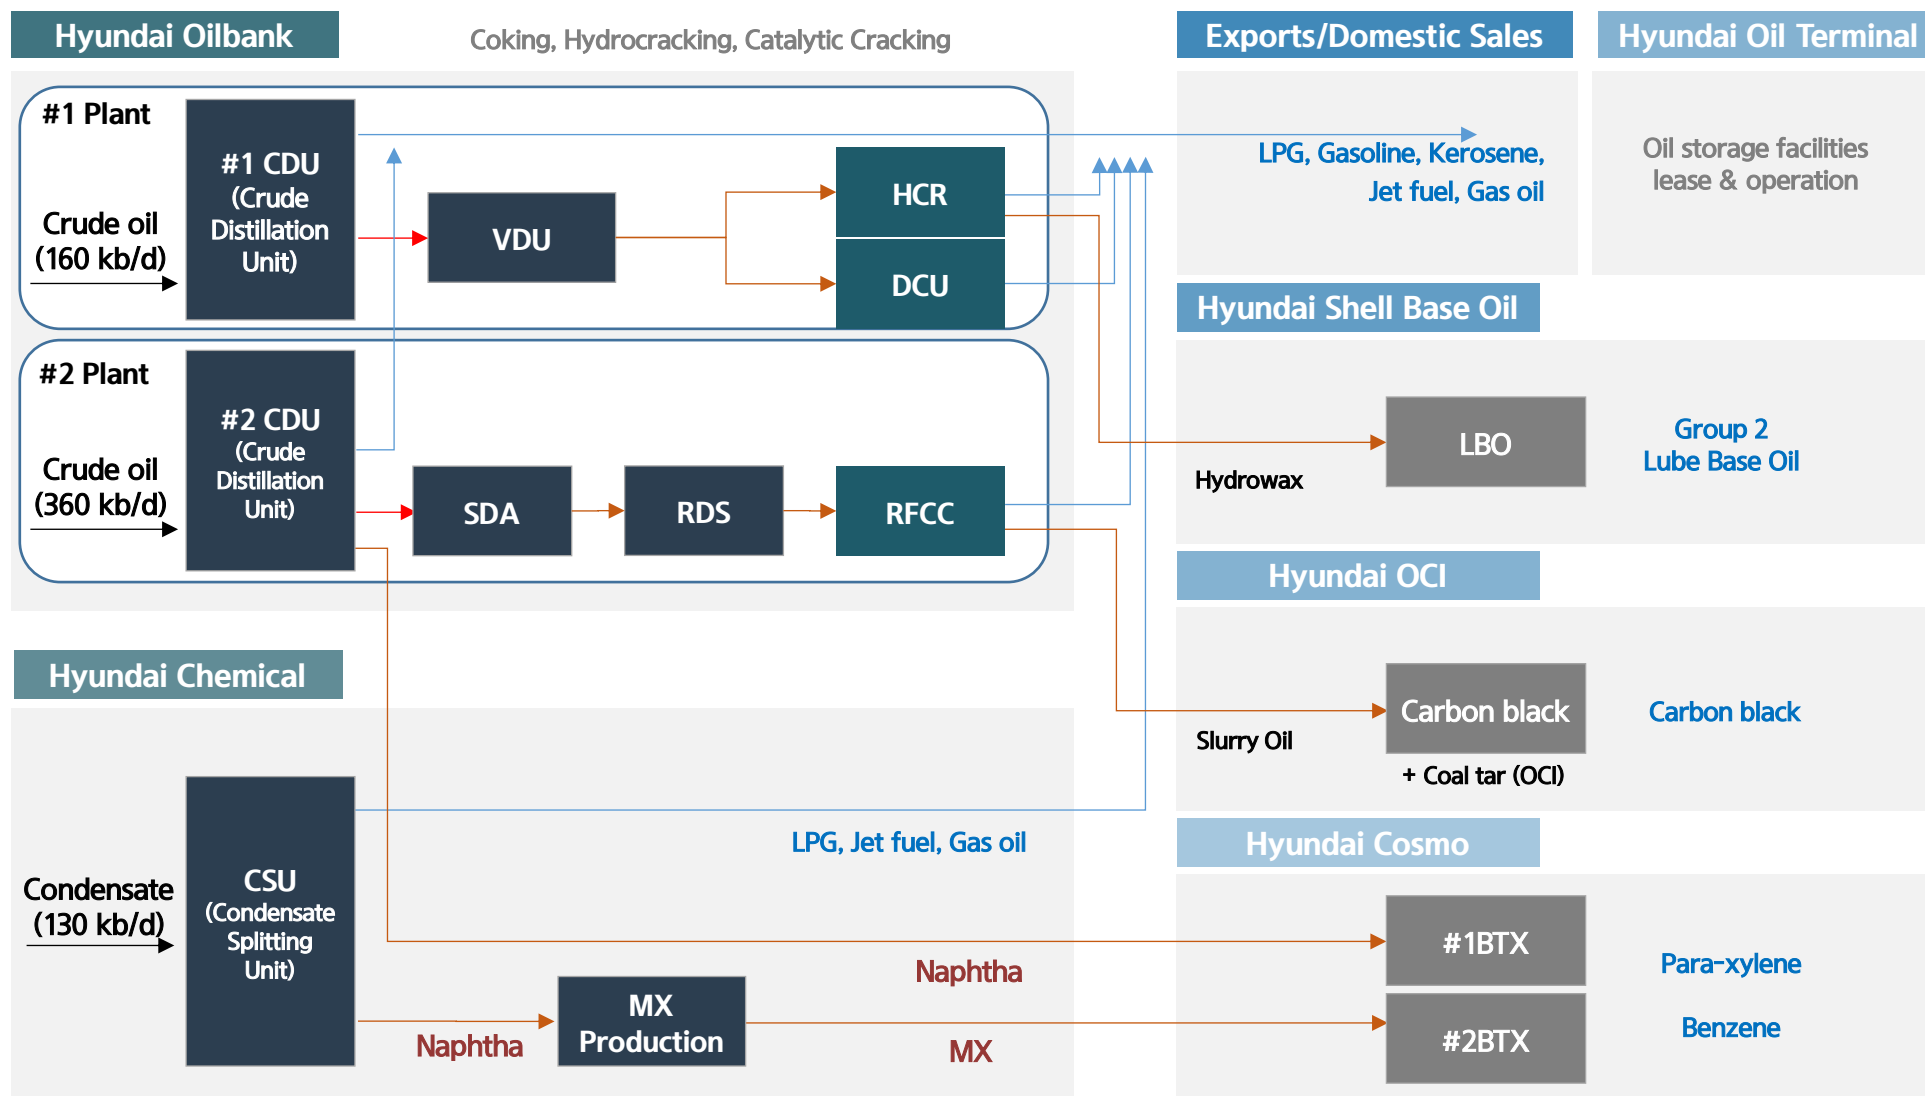 Hyundai Oilbank
Coking, Hydrocracking, Catalytic Cracking
Exports/Domestic Sales
Hyundai Oil Terminal
#1 Plant
#1 CDU
(Crude
Distillation
Unit)
Crude oil
(160 kb/d)
VDU
HCR
DCU
LPG, Gasoline, Kerosene,
Jet fuel, Gas oil
Oil storage facilities
lease & operation
#2 Plant
#2 CDU
(Crude
Distillation
Unit)
Crude oil
(360 kb/d)
SDA
RDS
RFCC
Hyundai Shell Base Oil
LBO
Hydrowax
Group 2
Lube Base Oil
Hyundai OCI
Carbon black
Slurry Oil
+ Coal tar (OCI)
Carbon black
Hyundai Chemical
CSU
(Condensate
Splitting
Unit)
Condensate
(130 kb/d)
LPG, Jet fuel, Gas oil
Naphtha
Naphtha
MX
Production
MX
Hyundai Cosmo
#1BTX
#2BTX
Para-xylene
Benzene